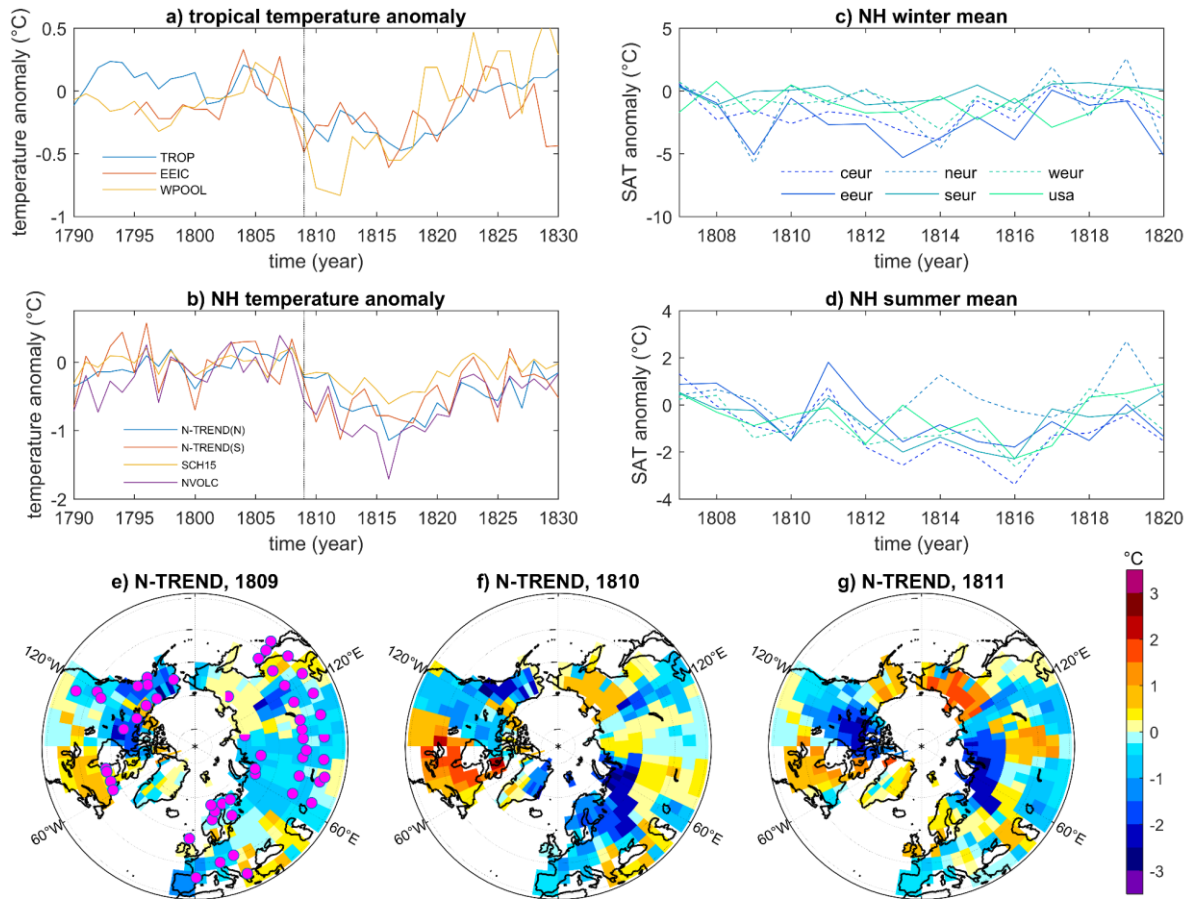 a) tropical temperature anomaly
temperature anomaly (°C)
0.5
0
-0.5
-1
TROP
EEIC
WPOOL
1790 1795 1800 1805 1810 1815 1820 1825 1830
time (year)
c) NH winter mean
SAT anomaly (°C)
5
0
-5
-10
ceur neur weur
eeur seur usa
1808 1810 1812 1814 1816 1818 1820
time (year)
b) NH temperature anomaly
temperature anomaly (°C)
0
-1
-2
N-TREND(N)
N-TREND(S)
SCH15
NVOLC
1790 1795 1800 1805 1810 1815 1820 1825 1830
time (year)
d) NH summer mean
SAT anomaly (°C)
4
2
0
-2
-4
1808 1810 1812 1814 1816 1818 1820
time (year)
e) N-TREND, 1809
120°W
120°E
60°W
60°E
f) N-TREND, 1810
120°W
120°E
60°W
60°E
g) N-TREND, 1811
120°W
120°E
60°W
60°E
°C
3
2
1
0
-1
-2
-3